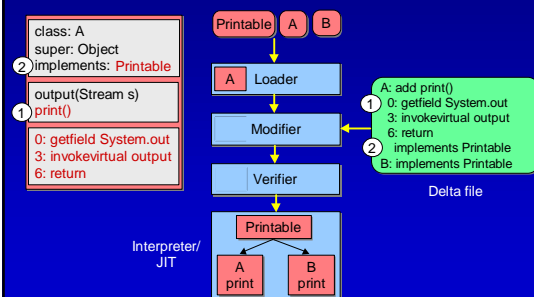 class: A
super: Object
2 implements: Printable
output(Stream s)
1 print()
0: getfield System.out
3: invokevirtual output
6: return
Printable A B
A Loader
Modifier
Verifier
Interpreter/
JIT
Printable
A
print
B
print
A: add print()
1 0: getfield System.out
3: invokevirtual output
6: return
2 implements Printable
B: implements Printable
Delta file